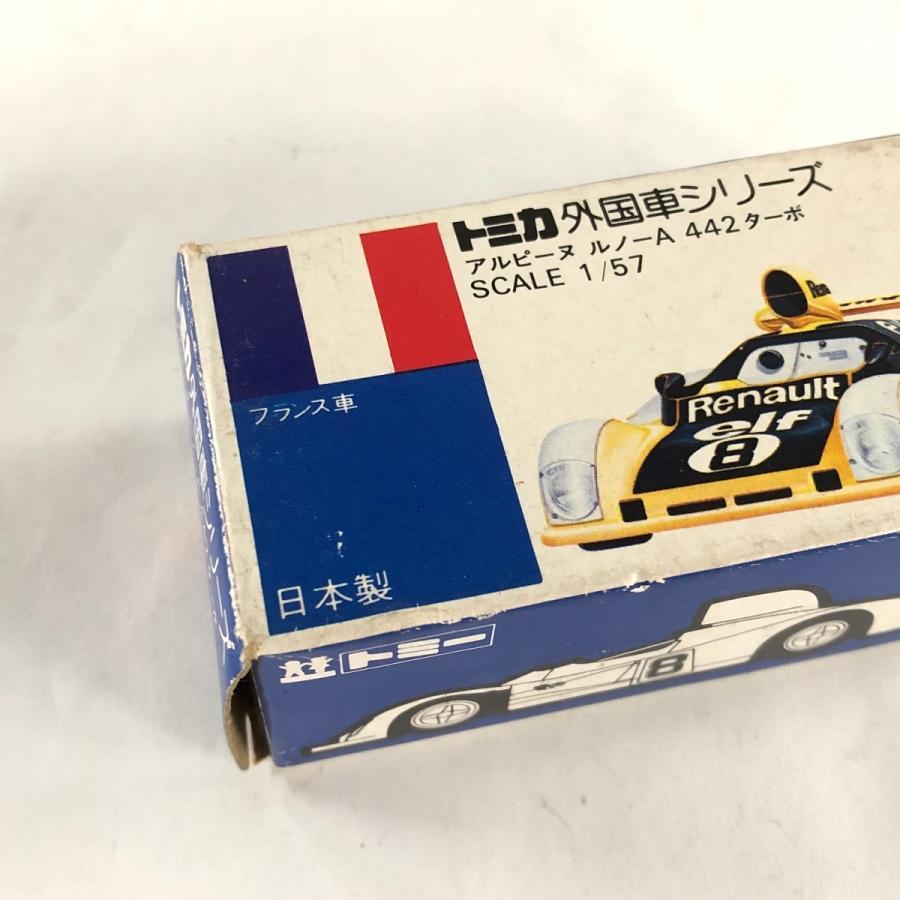 トミカ外国車シリーズ
アルピーヌ ルノーA 442ターボ
SCALE 1/57
フランス車
Renault
elf
8
日本製
トミー
8